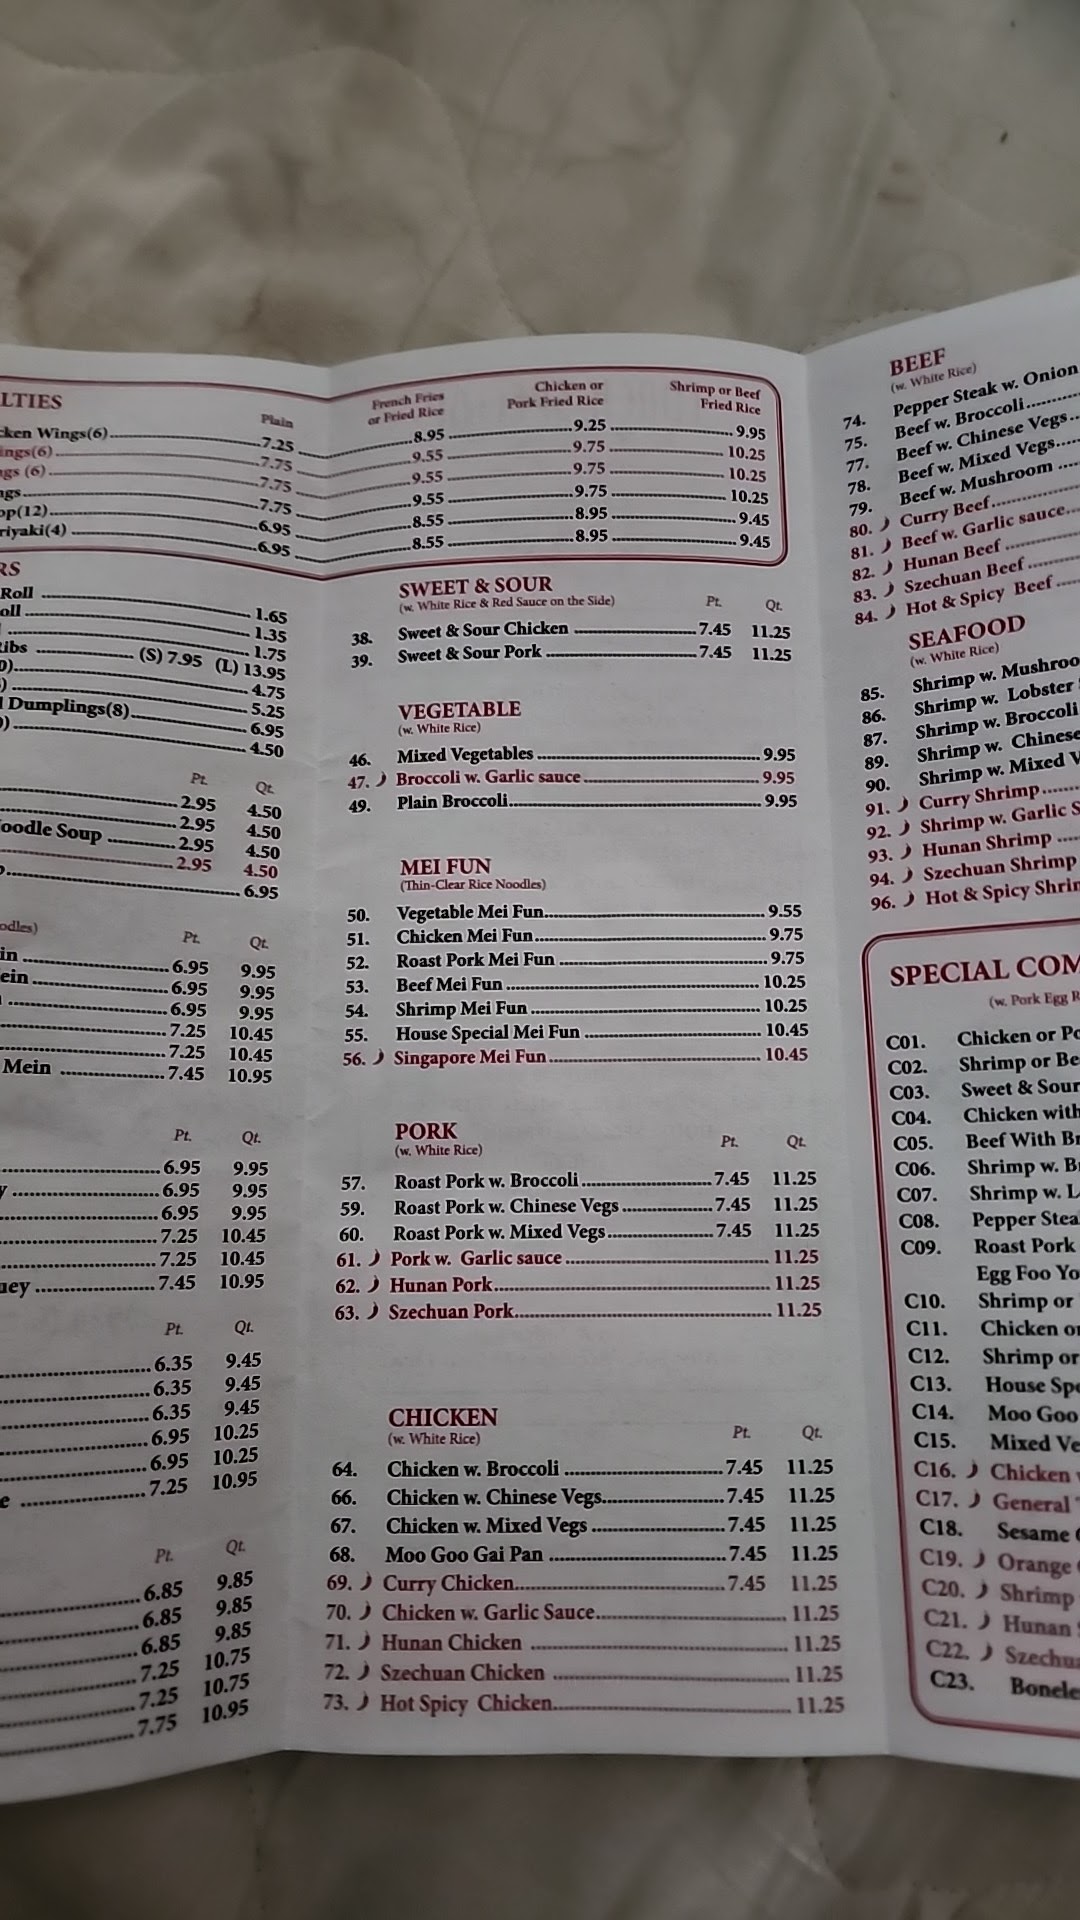 LTIES
Plain
French Fries
or Fried Rice
Chicken or
Pork Fried Rice
Shrimp or Beef
Fried Rice
cken Wings(6) 7.25 8.95 9.25 9.95
ings(6) 7.75 9.55 9.75 10.25
ngs (6) 7.75 9.55 9.75 10.25
ngs 7.75 9.55 9.75 10.25
op(12) 6.95 8.55 8.95 9.45
riyaki(4) 6.95 8.55 8.95 9.45
RS
Roll 1.65
oll 1.35
1.75
ibs (S) 7.95 (L) 13.95
4.75
5.25
Dumplings(8) 6.95
4.50
Pt. Qt.
2.95 4.50
2.95 4.50
oodle Soup 2.95 4.50
2.95 4.50
6.95
odles)
Pt. Qt.
in 6.95 9.95
ein 6.95 9.95
6.95 9.95
7.25 10.45
7.25 10.45
Mein 7.45 10.95
Pt. Qt.
6.95 9.95
6.95 9.95
6.95 9.95
7.25 10.45
7.25 10.45
uey 7.45 10.95
Pt. Qt.
6.35 9.45
6.35 9.45
6.35 9.45
6.95 10.25
6.95 10.25
e 7.25 10.95
Pt. Qt.
6.85 9.85
6.85 9.85
6.85 9.85
7.25 10.75
7.25 10.75
7.75 10.95
SWEET & SOUR
(w. White Rice & Red Sauce on the Side) Pt. Qt.
38. Sweet & Sour Chicken 7.45 11.25
39. Sweet & Sour Pork 7.45 11.25
VEGETABLE
(w. White Rice)
46. Mixed Vegetables 9.95
47. Broccoli w. Garlic sauce 9.95
49. Plain Broccoli 9.95
MEI FUN
(Thin-Clear Rice Noodles)
50. Vegetable Mei Fun 9.55
51. Chicken Mei Fun 9.75
52. Roast Pork Mei Fun 9.75
53. Beef Mei Fun 10.25
54. Shrimp Mei Fun 10.25
55. House Special Mei Fun 10.45
56. Singapore Mei Fun 10.45
PORK
(w. White Rice) Pt. Qt.
57. Roast Pork w. Broccoli 7.45 11.25
59. Roast Pork w. Chinese Vegs 7.45 11.25
60. Roast Pork w. Mixed Vegs 7.45 11.25
61. Pork w. Garlic sauce 11.25
62. Hunan Pork 11.25
63. Szechuan Pork 11.25
CHICKEN
(w. White Rice) Pt. Qt.
64. Chicken w. Broccoli 7.45 11.25
66. Chicken w. Chinese Vegs 7.45 11.25
67. Chicken w. Mixed Vegs 7.45 11.25
68. Moo Goo Gai Pan 7.45 11.25
69. Curry Chicken 7.45 11.25
70. Chicken w. Garlic Sauce 11.25
71. Hunan Chicken 11.25
72. Szechuan Chicken 11.25
73. Hot Spicy Chicken 11.25
BEEF
(w. White Rice)
74. Pepper Steak w. Onion
75. Beef w. Broccoli
77. Beef w. Chinese Vegs
78. Beef w. Mixed Vegs
79. Beef w. Mushroom
80. Curry Beef
81. Beef w. Garlic sauce
82. Hunan Beef
83. Szechuan Beef
84. Hot & Spicy Beef
SEAFOOD
(w. White Rice)
85. Shrimp w. Mushroo
86. Shrimp w. Lobster
87. Shrimp w. Broccoli
89. Shrimp w. Chinese
90. Shrimp w. Mixed V
91. Curry Shrimp
92. Shrimp w. Garlic S
93. Hunan Shrimp
94. Szechuan Shrimp
96. Hot & Spicy Shrim
SPECIAL COM
(w. Pork Egg R
C01. Chicken or Po
C02. Shrimp or Be
C03. Sweet & Sour
C04. Chicken with
C05. Beef With Br
C06. Shrimp w. B
C07. Shrimp w. L
C08. Pepper Stea
C09. Roast Pork
Egg Foo Yo
C10. Shrimp or
C11. Chicken or
C12. Shrimp or
C13. House Spe
C14. Moo Goo
C15. Mixed Ve
C16. Chicken
C17. General
C18. Sesame
C19. Orange
C20. Shrimp
C21. Hunan
C22. Szechua
C23. Bonele